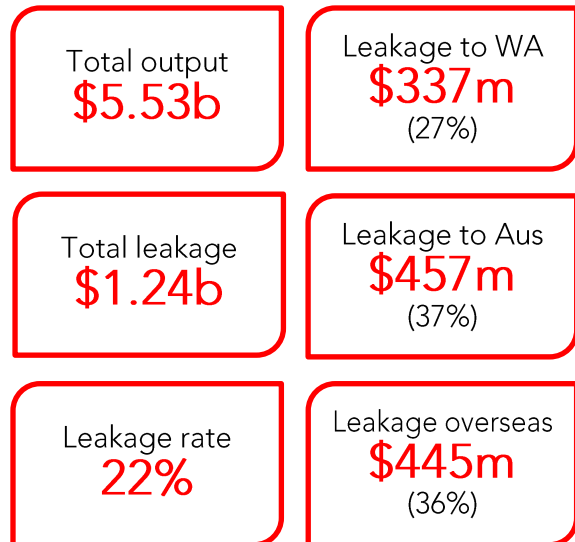 Total output
$5.53b
Leakage to WA
$337m
(27%)
Total leakage
$1.24b
Leakage to Aus
$457m
(37%)
Leakage rate
22%
Leakage overseas
$445m
(36%)